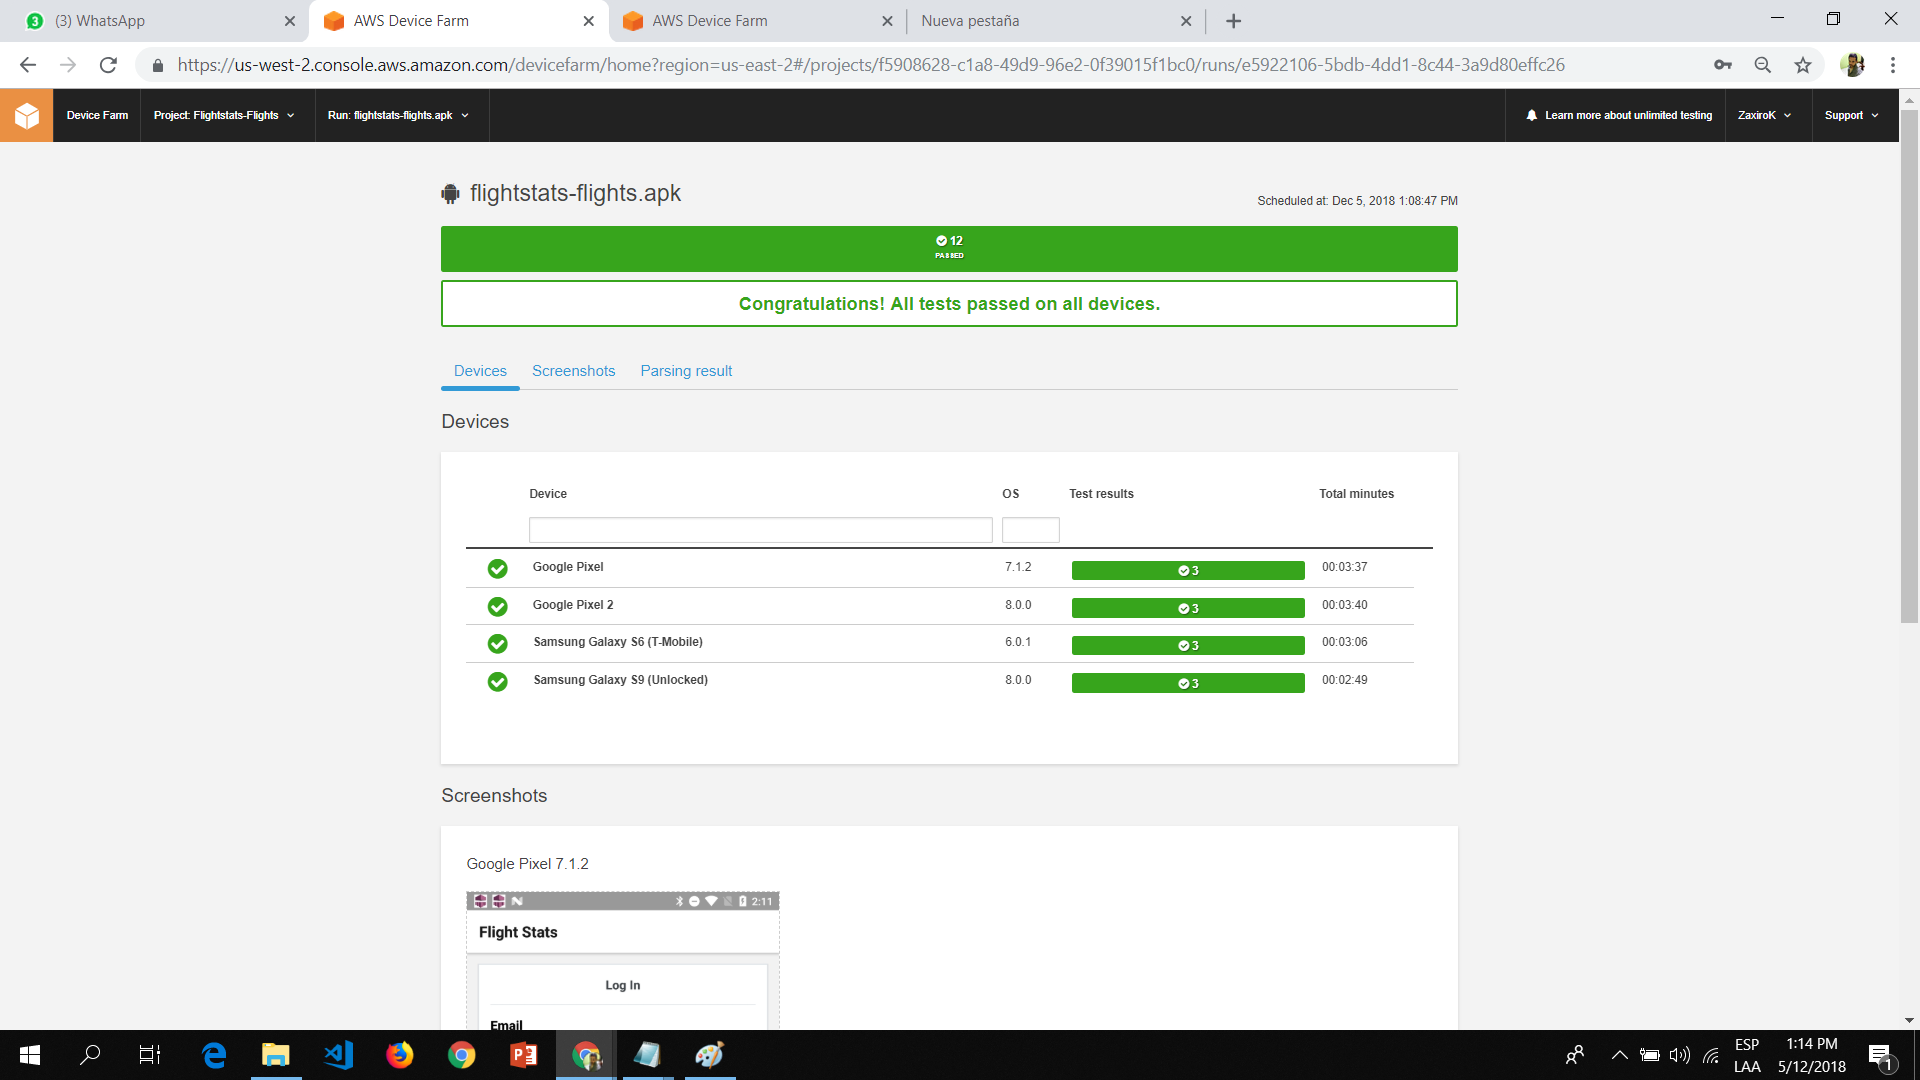 (3) WhatsApp
AWS Device Farm
AWS Device Farm
Nueva pestaña
https://us-west-2.console.aws.amazon.com/devicefarm/home?region=us-east-2#/projects/f5908628-c1a8-49d9-96e2-0f39015f1bc0/runs/e5922106-5bdb-4dd1-8c44-3a9d80effc26
Device Farm
Project: Flightstats-Flights
Run: flightstats-flights.apk
Learn more about unlimited testing
ZaxiroK
Support
flightstats-flights.apk
Scheduled at: Dec 5, 2018 1:08:47 PM
12
PASSED
Congratulations! All tests passed on all devices.
Devices Screenshots Parsing result
Devices
Device OS Test results Total minutes
Google Pixel 7.1.2 3 00:03:37
Google Pixel 2 8.0.0 3 00:03:40
Samsung Galaxy S6 (T-Mobile) 6.0.1 3 00:03:06
Samsung Galaxy S9 (Unlocked) 8.0.0 3 00:02:49
Screenshots
Google Pixel 7.1.2
2:11
Flight Stats
Log In
Email
ESP
LAA
1:14 PM
5/12/2018
1